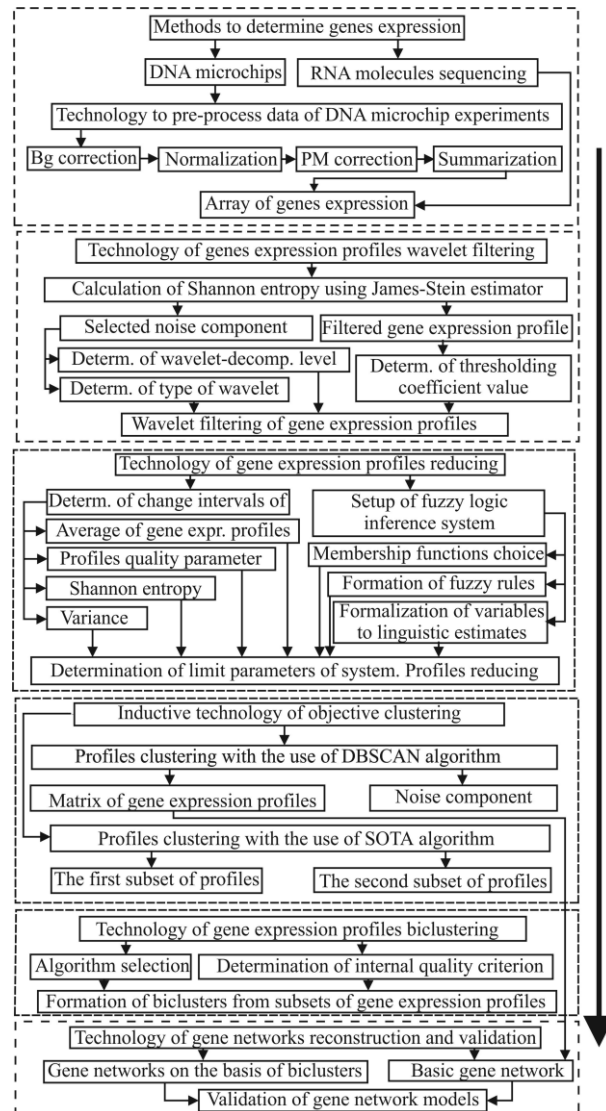 Methods to determine genes expression
DNA microchips
RNA molecules sequencing
Technology to pre-process data of DNA microchip experiments
Bg correction
Normalization
PM correction
Summarization
Array of genes expression
Technology of genes expression profiles wavelet filtering
Calculation of Shannon entropy using James-Stein estimator
Selected noise component
Filtered gene expression profile
Determ. of wavelet-decomp. level
Determ. of thresholding
coefficient value
Determ. of type of wavelet
Wavelet filtering of gene expression profiles
Technology of gene expression profiles reducing
Determ. of change intervals of
Setup of fuzzy logic
inference system
Average of gene expr. profiles
Profiles quality parameter
Membership functions choice
Shannon entropy
Formation of fuzzy rules
Variance
Formalization of variables
to linguistic estimates
Determination of limit parameters of system. Profiles reducing
Inductive technology of objective clustering
Profiles clustering with the use of DBSCAN algorithm
Matrix of gene expression profiles
Noise component
Profiles clustering with the use of SOTA algorithm
The first subset of profiles
The second subset of profiles
Technology of gene expression profiles biclustering
Algorithm selection
Determination of internal quality criterion
Formation of biclusters from subsets of gene expression profiles
Technology of gene networks reconstruction and validation
Gene networks on the basis of biclusters
Basic gene network
Validation of gene network models